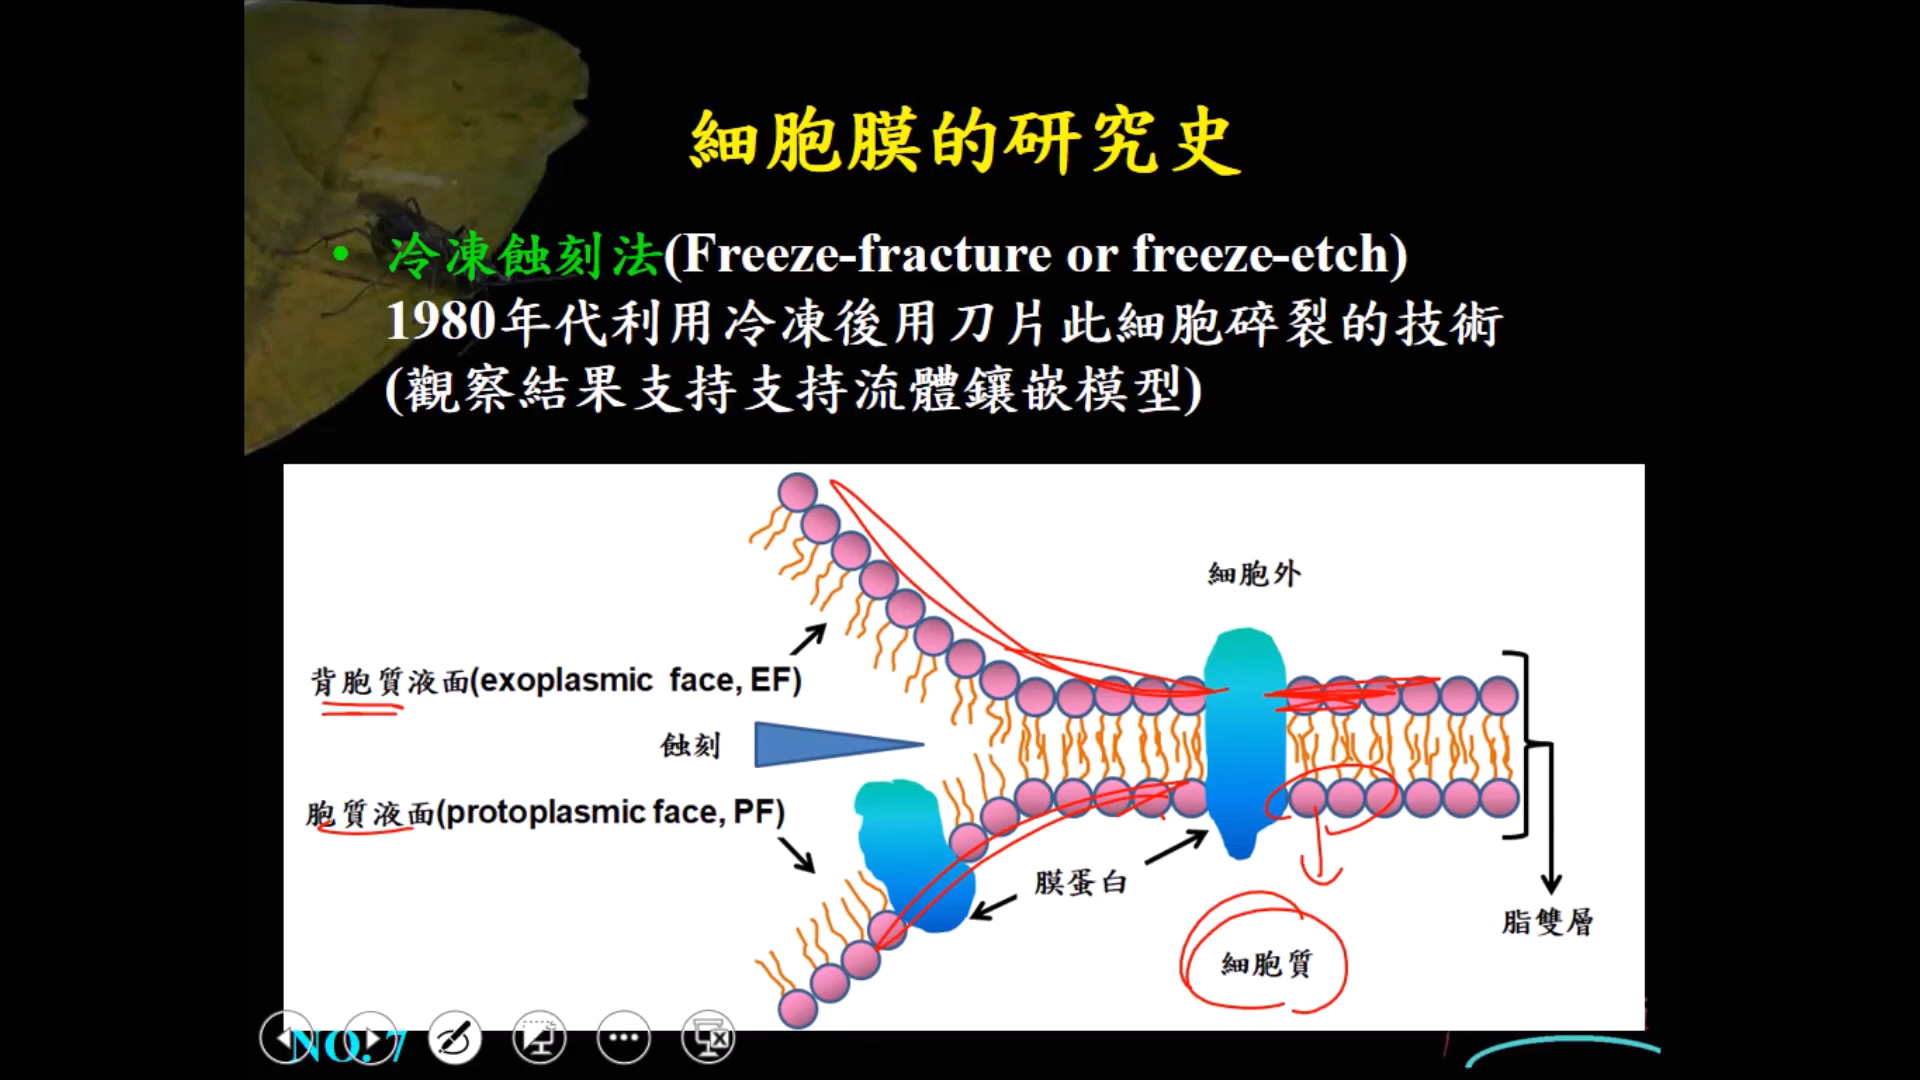 細胞膜的研究史
• 冷凍蝕刻法(Freeze-fracture or freeze-etch)
1980年代利用冷凍後用刀片此細胞碎裂的技術
(觀察結果支持支持流體鑲嵌模型)
細胞外
背胞質液面(exoplasmic face, EF)
蝕刻
胞質液面(protoplasmic face, PF)
膜蛋白
脂雙層
細胞質
NO. 7